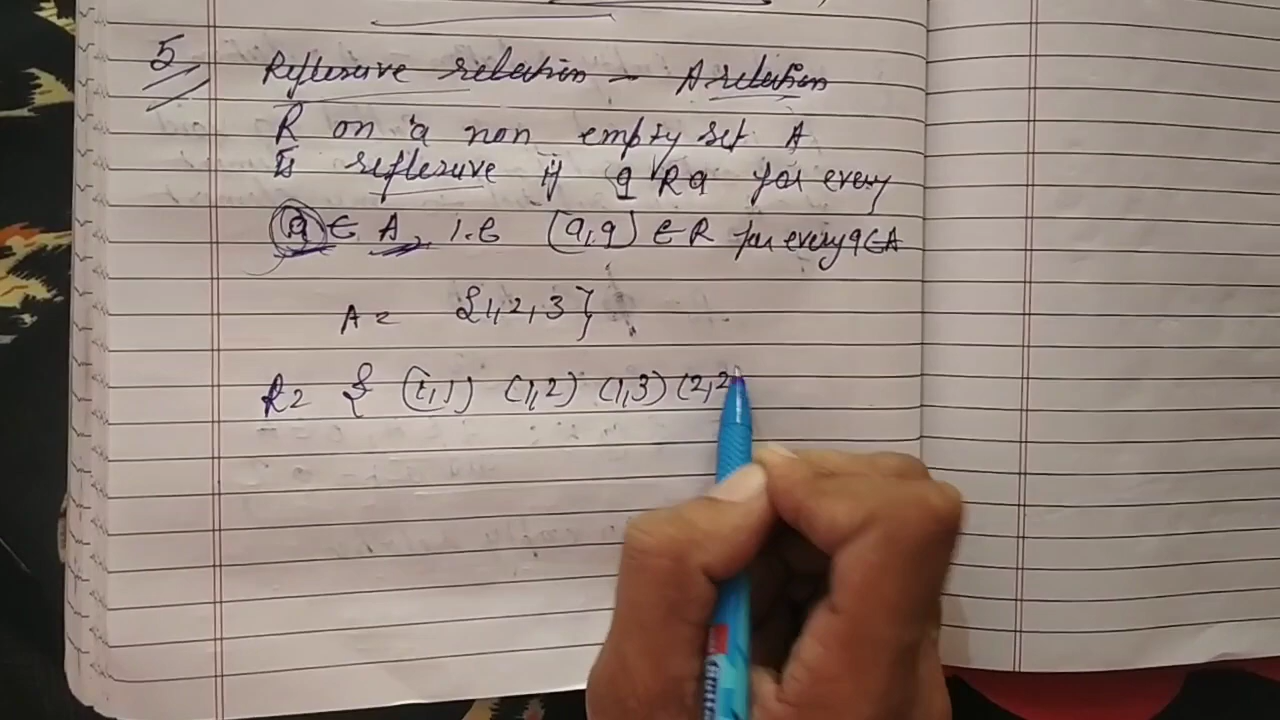 5
Reflexive relation - A relation
R on a non empty set A
is reflexive if a R a for every
a ∈ A, i.e (a,a) ∈ R for every a ∈ A
A = {1,2,3}
R = { (1,1) (1,2) (1,3) (2,2